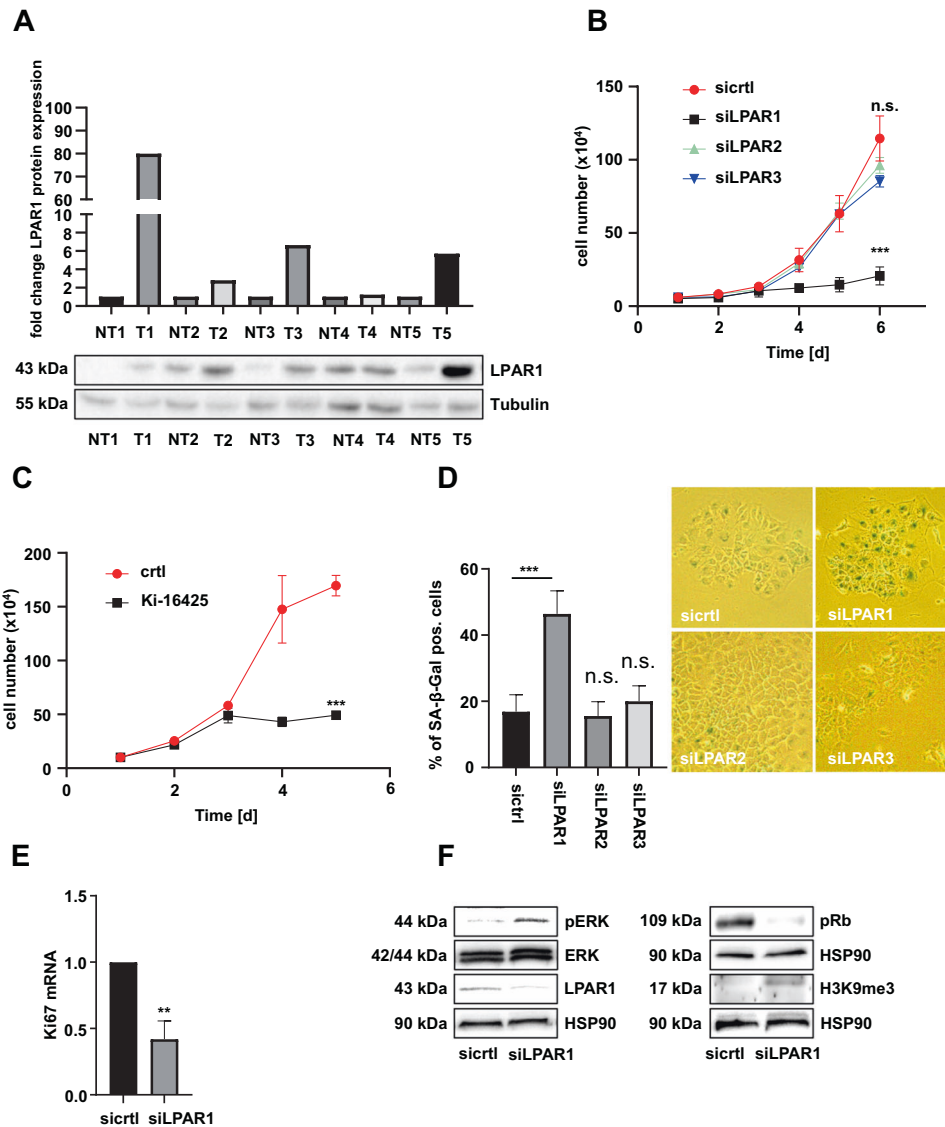 A
fold change LPAR1 protein expression
100
90
80
70
60
8
6
4
2
0
NT1 T1 NT2 T2 NT3 T3 NT4 T4 NT5 T5
43 kDa LPAR1
55 kDa Tubulin
NT1 T1 NT2 T2 NT3 T3 NT4 T4 NT5 T5
B
cell number (x10⁴)
150
100
50
0
sicrtl
siLPAR1
siLPAR2
siLPAR3
n.s.
***
0 2 4 6
Time [d]
C
cell number (x10⁴)
200
150
100
50
0
crtl
Ki-16425
***
0 2 4 6
Time [d]
D
% of SA-β-Gal pos. cells
60
40
20
0
***
n.s.
n.s.
sictrl
siLPAR1
siLPAR2
siLPAR3
sicrtl
siLPAR1
siLPAR2
siLPAR3
E
Ki67 mRNA
1.5
1.0
0.5
0.0
**
sicrtl siLPAR1
F
44 kDa pERK
42/44 kDa ERK
43 kDa LPAR1
90 kDa HSP90
sicrtl siLPAR1
109 kDa pRb
90 kDa HSP90
17 kDa H3K9me3
90 kDa HSP90
sicrtl siLPAR1